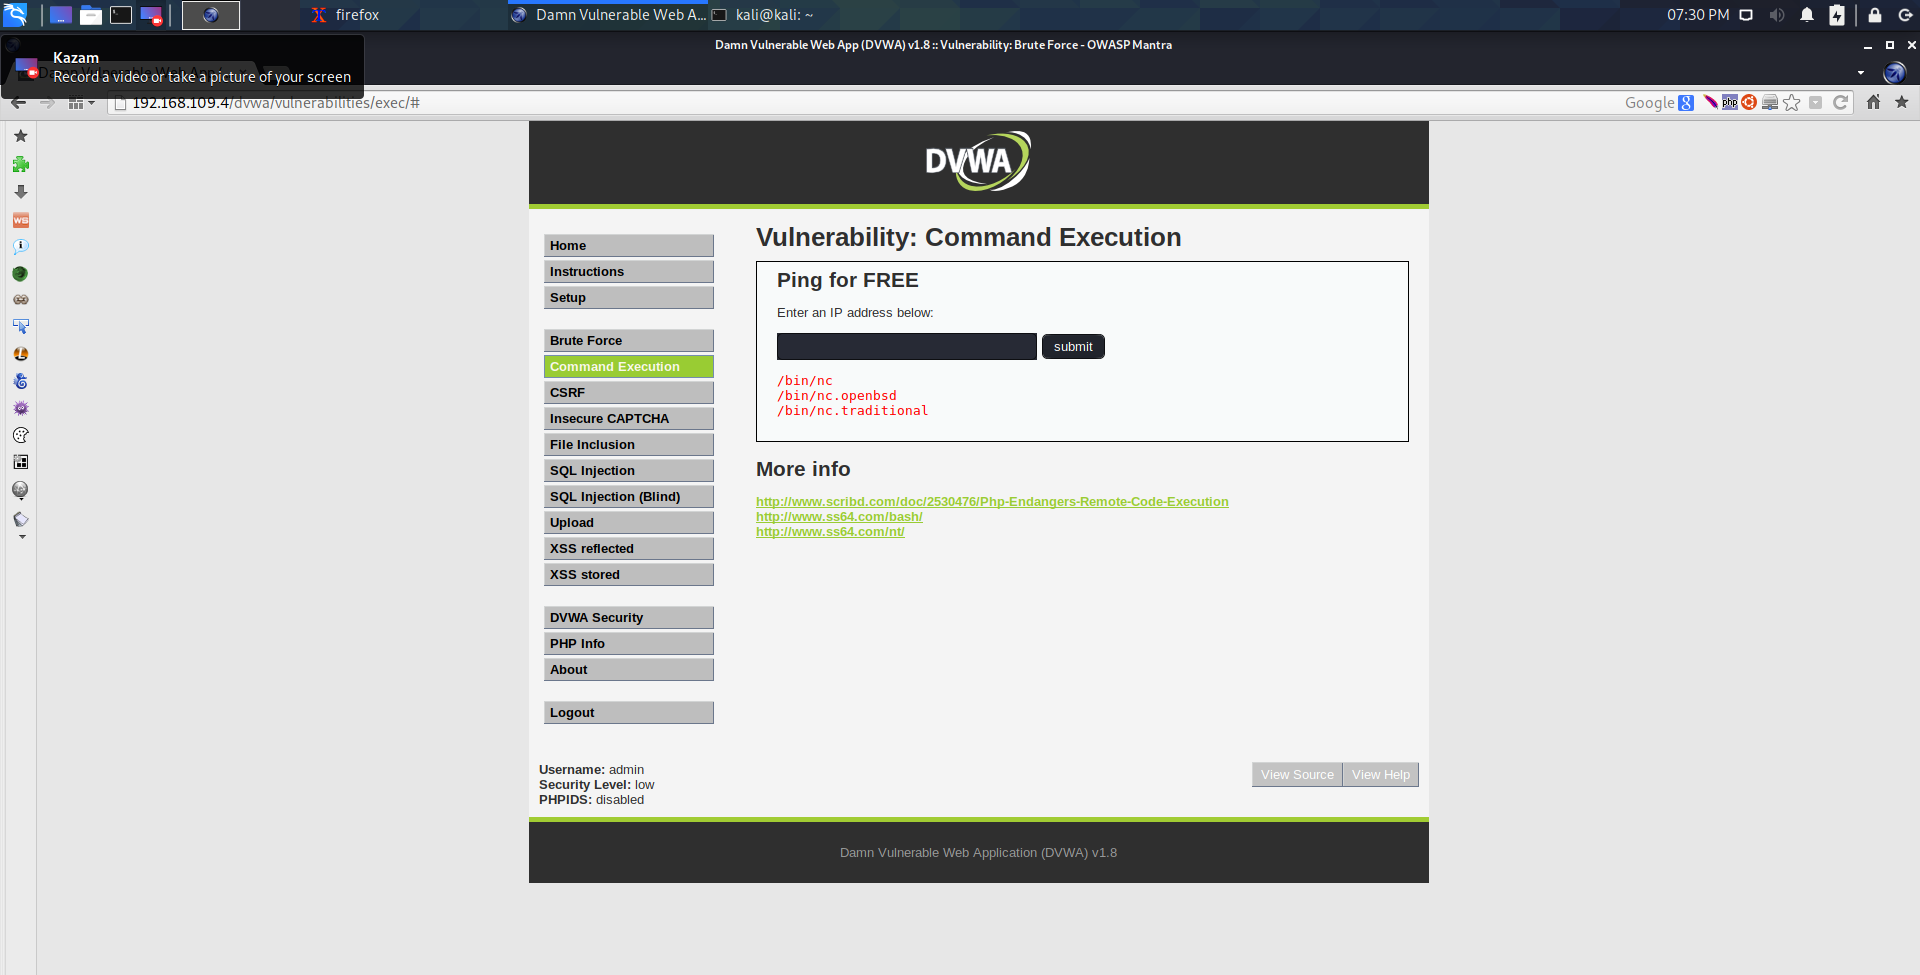 firefox
Damn Vulnerable Web A...
kali@kali: ~
07:30 PM
Damn Vulnerable Web App (DVWA) v1.8 :: Vulnerability: Brute Force - OWASP Mantra
Kazam
Record a video or take a picture of your screen
192.168.109.4/dvwa/vulnerabilities/exec/#
Google
8
php
WS
DVWA
Home
Instructions
Setup
Brute Force
Command Execution
CSRF
Insecure CAPTCHA
File Inclusion
SQL Injection
SQL Injection (Blind)
Upload
XSS reflected
XSS stored
DVWA Security
PHP Info
About
Logout
Vulnerability: Command Execution
Ping for FREE
Enter an IP address below:
submit
/bin/nc
/bin/nc.openbsd
/bin/nc.traditional
More info
http://www.scribd.com/doc/2530476/Php-Endangers-Remote-Code-Execution
http://www.ss64.com/bash/
http://www.ss64.com/nt/
Username: admin
Security Level: low
PHPIDS: disabled
View Source
View Help
Damn Vulnerable Web Application (DVWA) v1.8